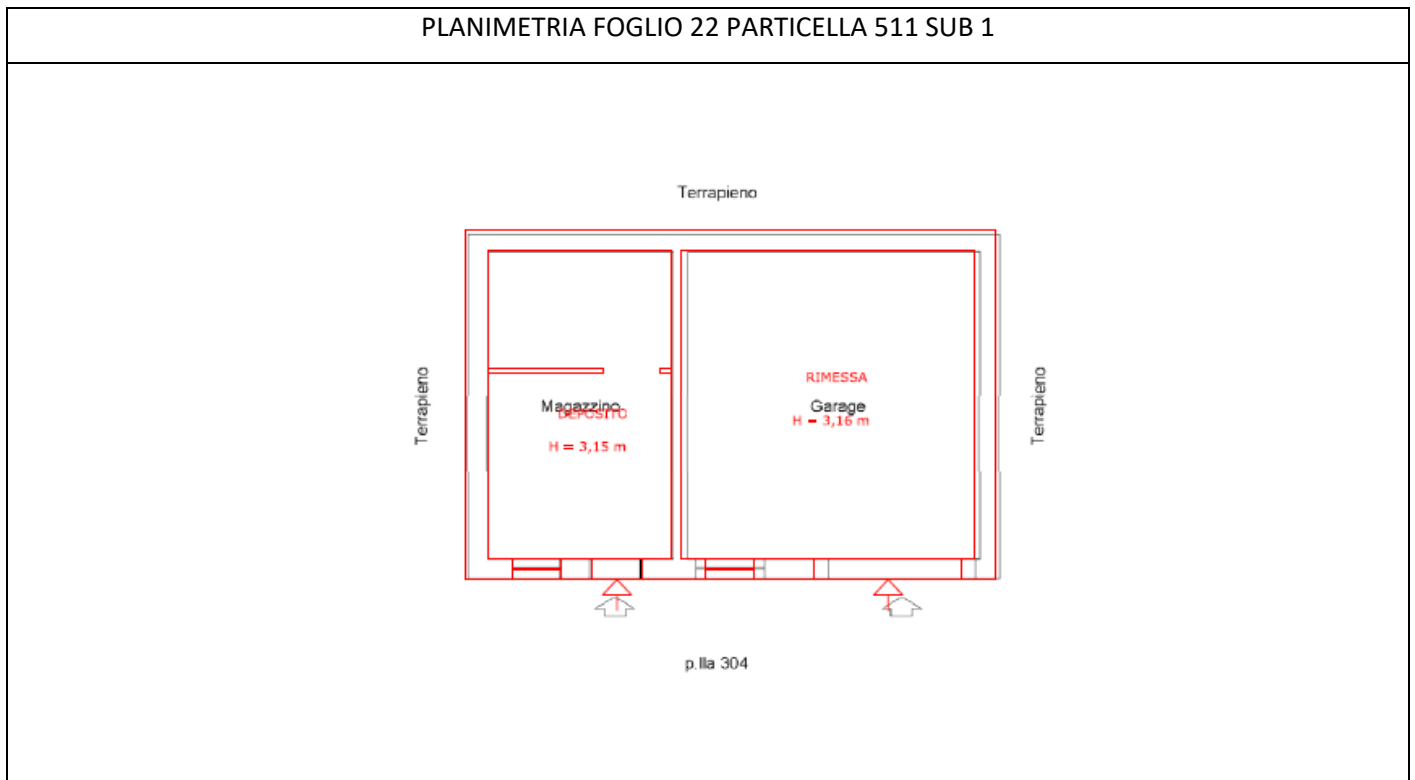 PLANIMETRIA FOGLIO 22 PARTICELLA 511 SUB 1
Terrapieno
Terrapieno
Magazzino
DEPOSITO
H = 3,15 m
RIMESSA
Garage
H = 3,16 m
Terrapieno
p.lla 304